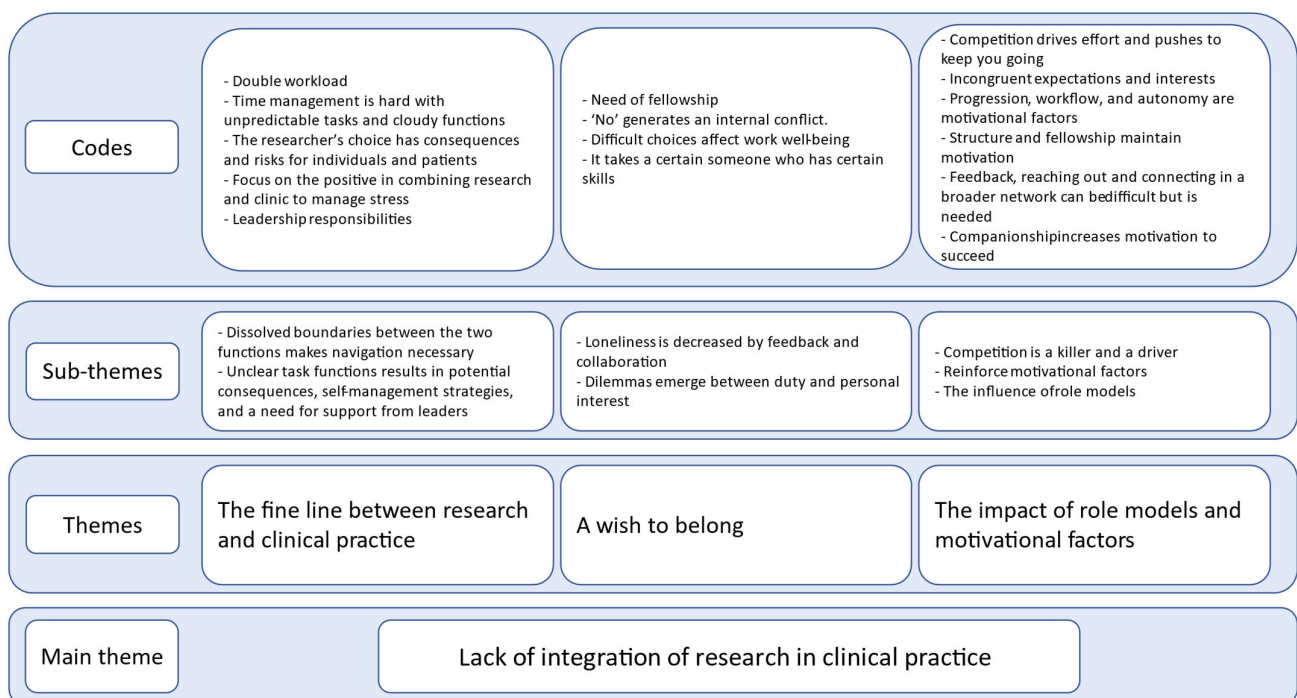 Codes
- Double workload
- Time management is hard with
unpredictable tasks and cloudy functions
- The researcher's choice has consequences
and risks for individuals and patients
- Focus on the positive in combining research
and clinic to manage stress
- Leadership responsibilities
- Need of fellowship
- 'No' generates an internal conflict.
- Difficult choices affect work well-being
- It takes a certain someone who has certain
skills
- Competition drives effort and pushes to
keep you going
- Incongruent expectations and interests
- Progression, workflow, and autonomy are
motivational factors
- Structure and fellowship maintain
motivation
- Feedback, reaching out and connecting in a
broader network can bedifficult but is
needed
- Companionshipincreases motivation to
succeed
Sub-themes
- Dissolved boundaries between the two
functions makes navigation necessary
- Unclear task functions results in potential
consequences, self-management strategies,
and a need for support from leaders
- Loneliness is decreased by feedback and
collaboration
- Dilemmas emerge between duty and personal
interest
- Competition is a killer and a driver
- Reinforce motivational factors
- The influence ofrole models
Themes
The fine line between research
and clinical practice
A wish to belong
The impact of role models and
motivational factors
Main theme
Lack of integration of research in clinical practice